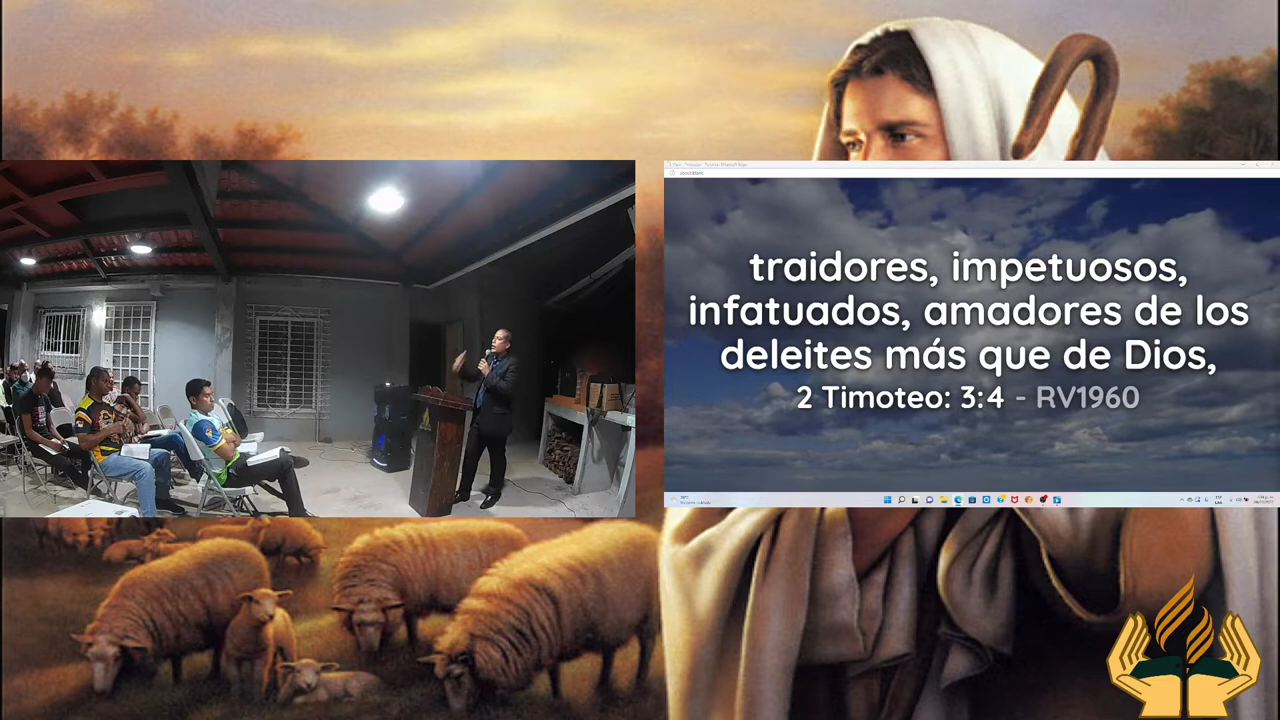 traidores, impetuosos,
infatuados, amadores de los
deleites más que de Dios,
2 Timoteo: 3:4 - RV1960